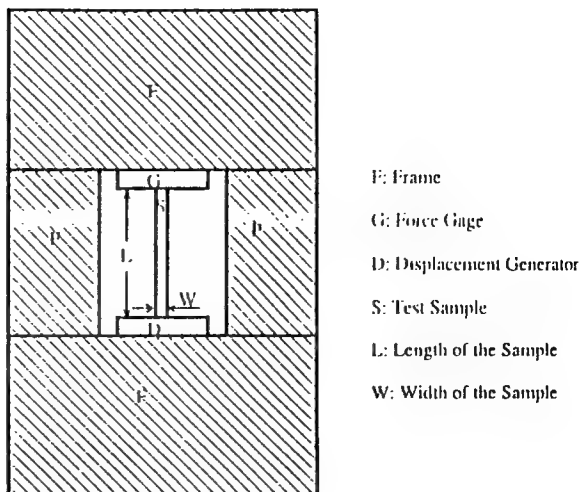 F
G
S
F
F
L
W
D
F
F: Frame
G: Force Gage
D: Displacement Generator
S: Test Sample
L: Length of the Sample
W: Width of the Sample